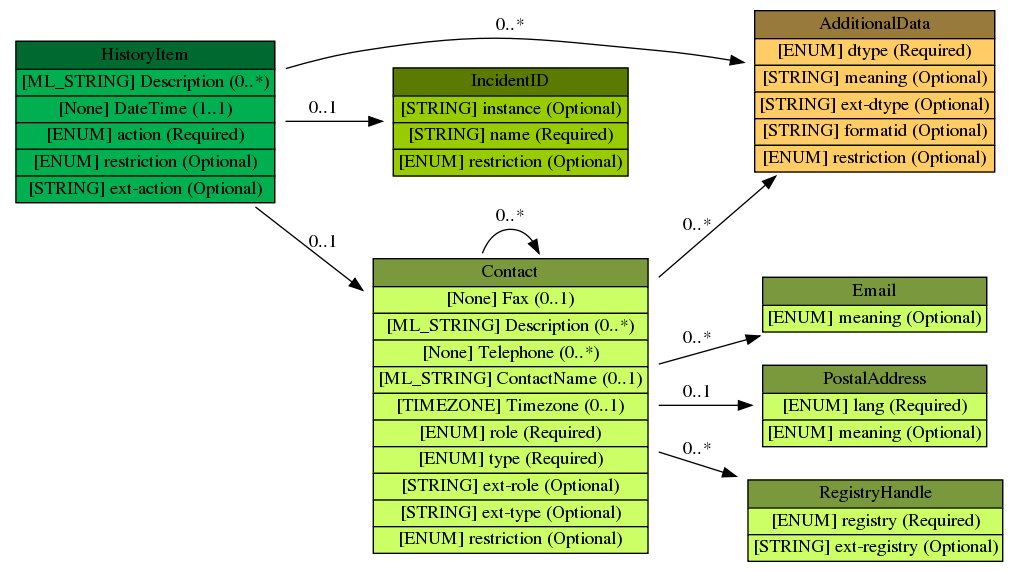 HistoryItem
[ML_STRING] Description (0..*)
[None] DateTime (1..1)
[ENUM] action (Required)
[ENUM] restriction (Optional)
[STRING] ext-action (Optional)
0..*
0..1
0..1
IncidentID
[STRING] instance (Optional)
[STRING] name (Required)
[ENUM] restriction (Optional)
AdditionalData
[ENUM] dtype (Required)
[STRING] meaning (Optional)
[STRING] ext-dtype (Optional)
[STRING] formatid (Optional)
[ENUM] restriction (Optional)
0..*
Contact
[None] Fax (0..1)
[ML_STRING] Description (0..*)
[None] Telephone (0..*)
[ML_STRING] ContactName (0..1)
[TIMEZONE] Timezone (0..1)
[ENUM] role (Required)
[ENUM] type (Required)
[STRING] ext-role (Optional)
[STRING] ext-type (Optional)
[ENUM] restriction (Optional)
0..*
0..*
0..1
0..*
Email
[ENUM] meaning (Optional)
PostalAddress
[ENUM] lang (Required)
[ENUM] meaning (Optional)
RegistryHandle
[ENUM] registry (Required)
[STRING] ext-registry (Optional)